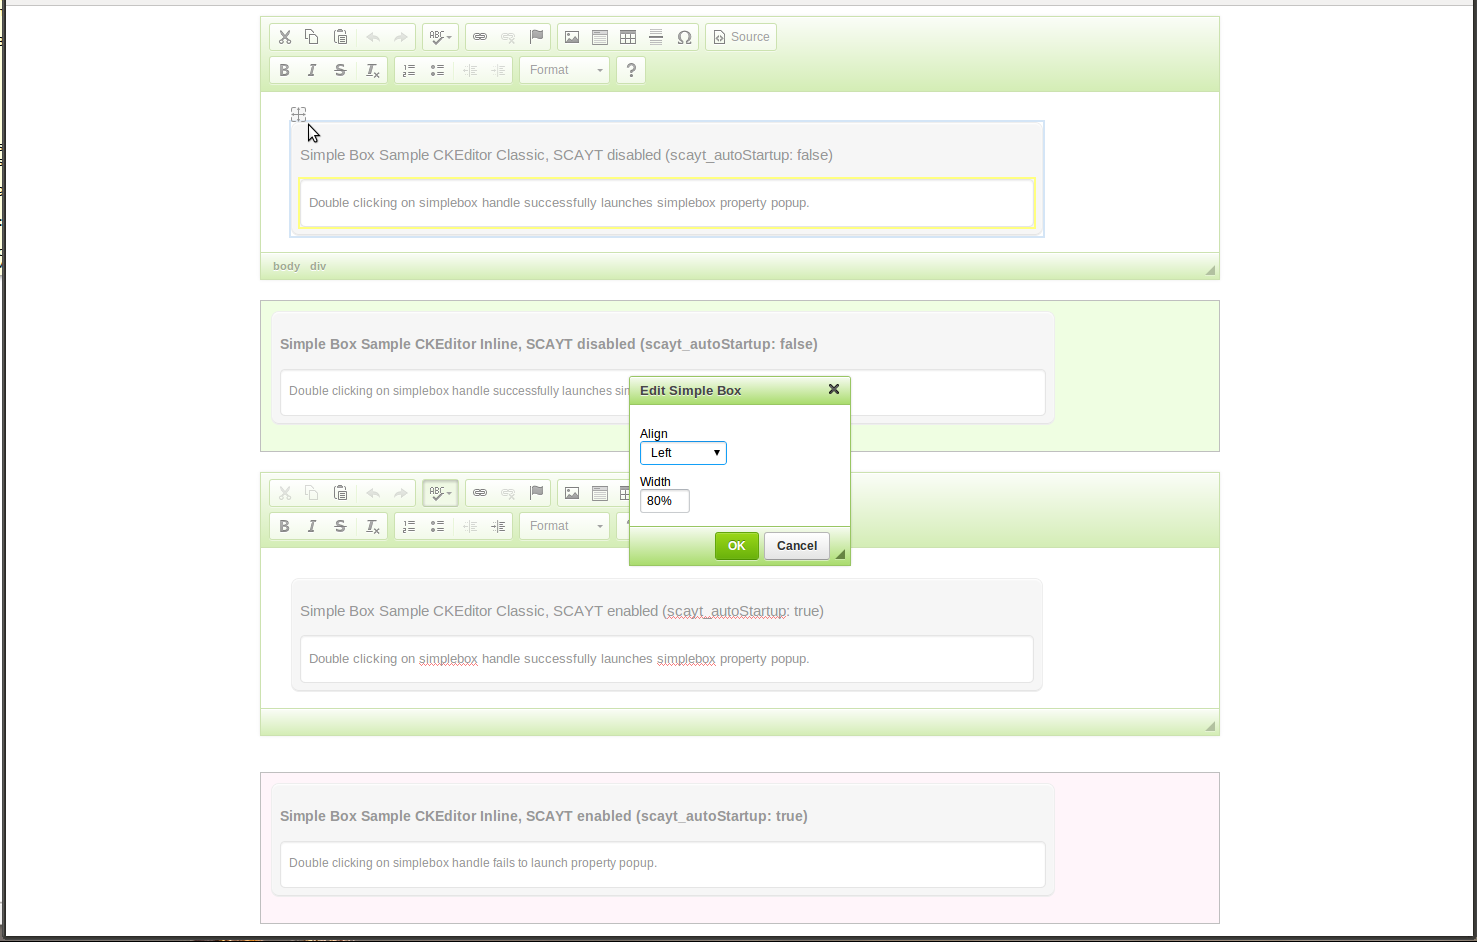 ABC Source
B I S Tx Format ?
Simple Box Sample CKEditor Classic, SCAYT disabled (scayt_autoStartup: false)
Double clicking on simplebox handle successfully launches simplebox property popup.
body div
Simple Box Sample CKEditor Inline, SCAYT disabled (scayt_autoStartup: false)
Double clicking on simplebox handle successfully launches
Edit Simple Box
Align
Left
Width
80%
OK Cancel
ABC
B I S Tx Format
Simple Box Sample CKEditor Classic, SCAYT enabled (scayt_autoStartup: true)
Double clicking on simplebox handle successfully launches simplebox property popup.
Simple Box Sample CKEditor Inline, SCAYT enabled (scayt_autoStartup: true)
Double clicking on simplebox handle fails to launch property popup.